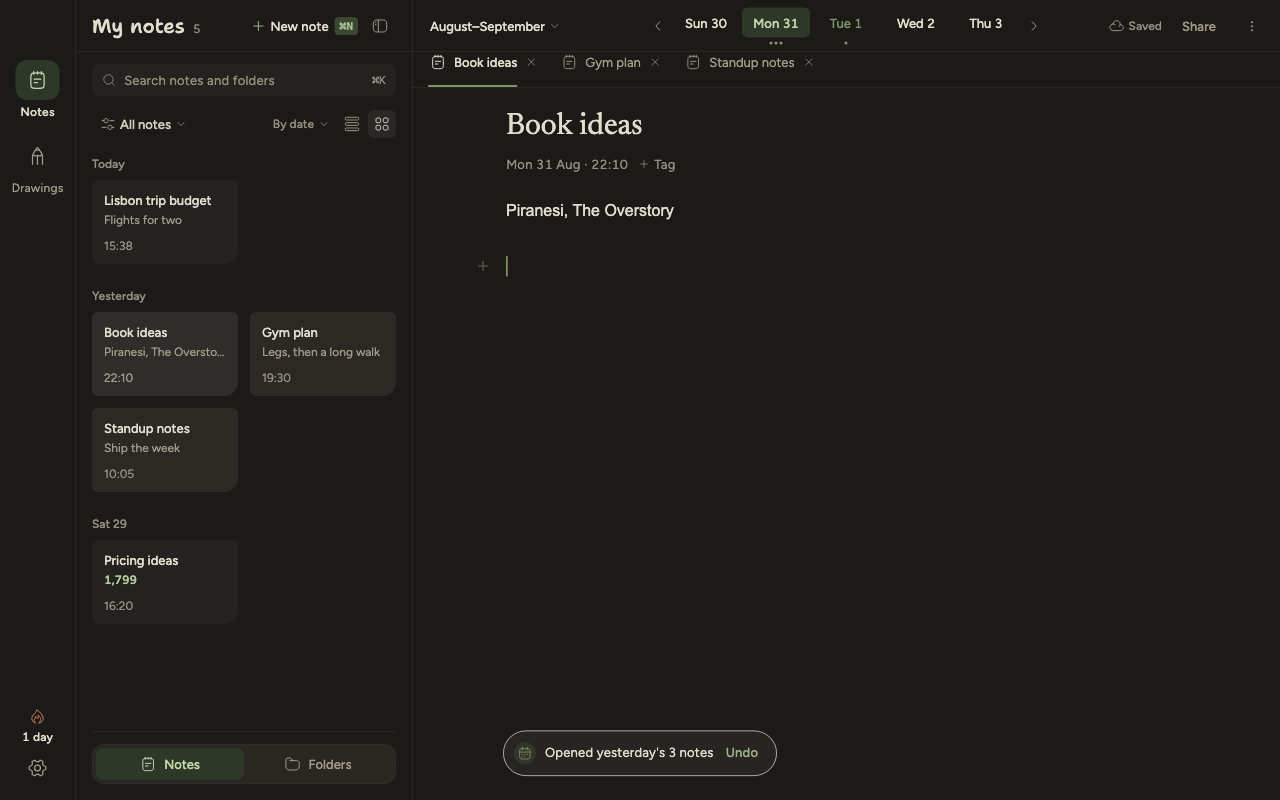 My notes 5
New note ⌘N
August–September
Sun 30
Mon 31
Tue 1
Wed 2
Thu 3
Saved
Share
Notes
Drawings
Search notes and folders ⌘K
All notes
By date
Book ideas
Gym plan
Standup notes
Today
Lisbon trip budget
Flights for two
15:38
Yesterday
Book ideas
Piranesi, The Oversto...
22:10
Gym plan
Legs, then a long walk
19:30
Standup notes
Ship the week
10:05
Sat 29
Pricing ideas
1,799
16:20
Book ideas
Mon 31 Aug · 22:10 + Tag
Piranesi, The Overstory
Opened yesterday's 3 notes Undo
1 day
Notes
Folders